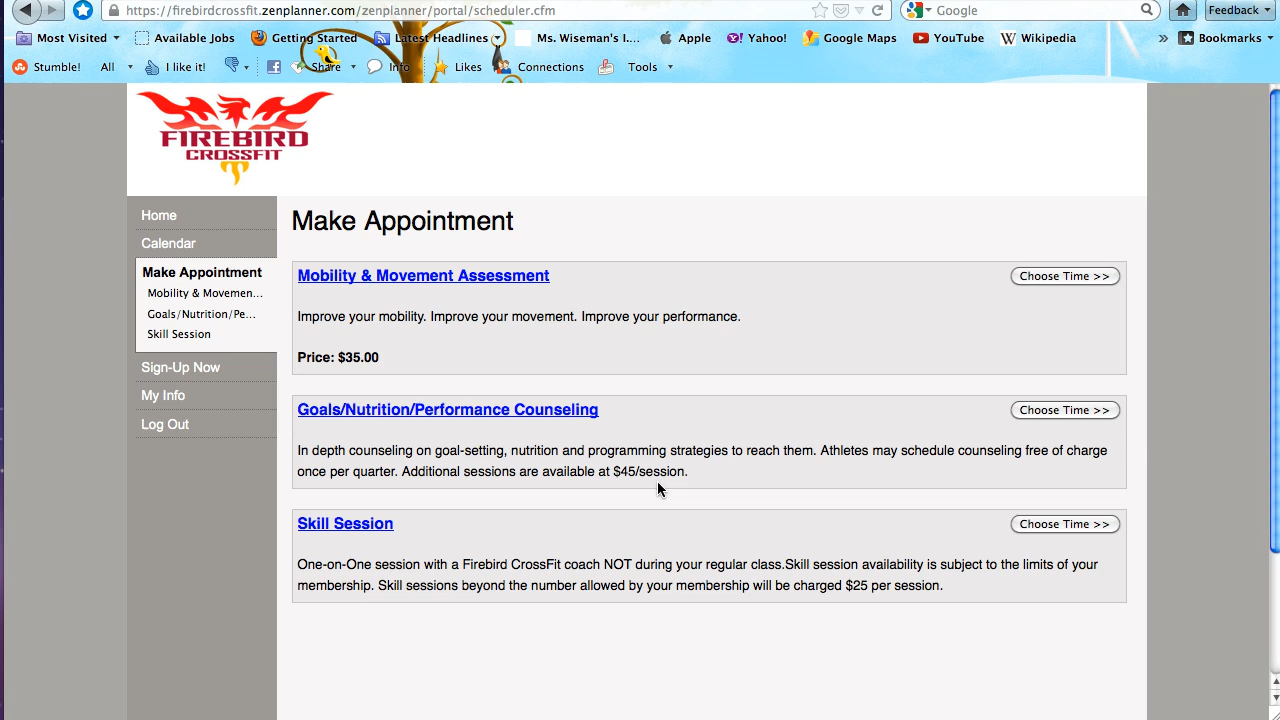 https://firebirdcrossfit.zenplanner.com/zenplanner/portal/scheduler.cfm
Google
Feedback
Most Visited
Available Jobs
Getting Started
Latest Headlines
Ms. Wiseman's I...
Apple
Yahoo!
Google Maps
YouTube
Wikipedia
»
Bookmarks
Stumble!
All
I like it!
Share
Info
Likes
Connections
Tools
FIREBIRD
CROSSFIT
Home
Calendar
Make Appointment
Mobility & Movemen...
Goals/Nutrition/Pe...
Skill Session
Sign-Up Now
My Info
Log Out
Make Appointment
Mobility & Movement Assessment
Choose Time >>
Improve your mobility. Improve your movement. Improve your performance.
Price: $35.00
Goals/Nutrition/Performance Counseling
Choose Time >>
In depth counseling on goal-setting, nutrition and programming strategies to reach them. Athletes may schedule counseling free of charge
once per quarter. Additional sessions are available at $45/session.
Skill Session
Choose Time >>
One-on-One session with a Firebird CrossFit coach NOT during your regular class.Skill session availability is subject to the limits of your
membership. Skill sessions beyond the number allowed by your membership will be charged $25 per session.